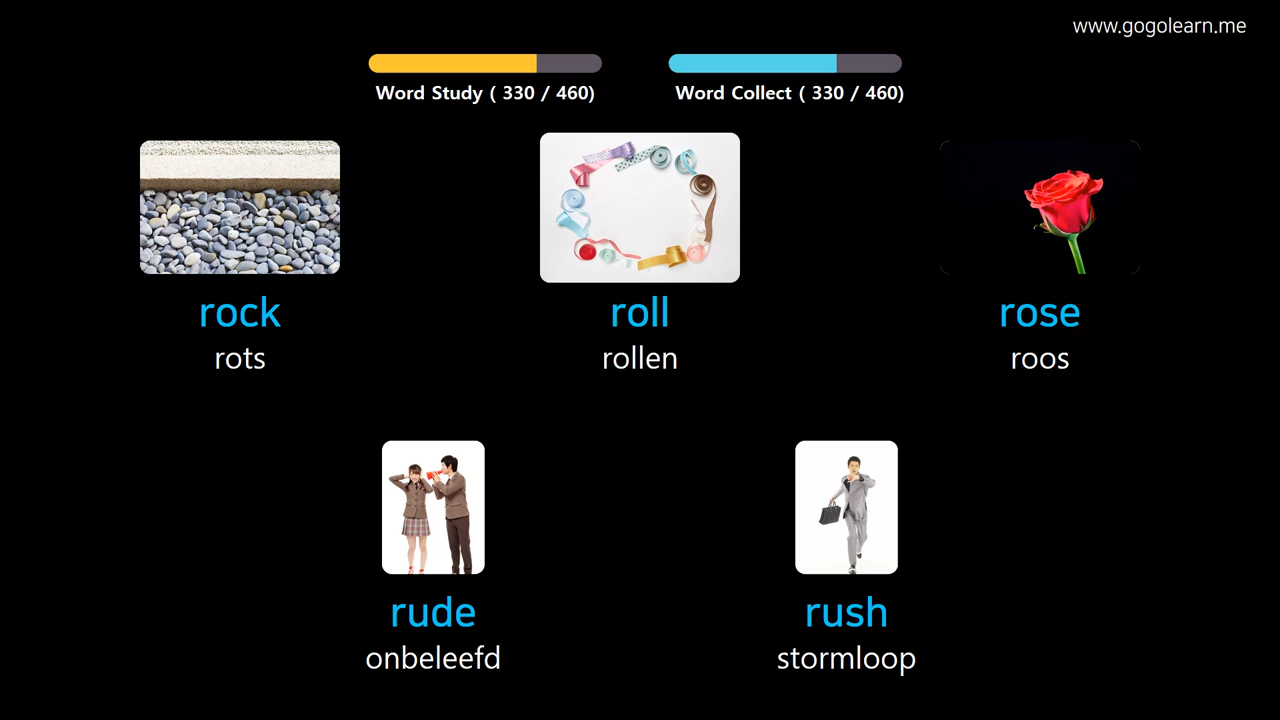 www.gogolearn.me
Word Study ( 330 / 460)
Word Collect ( 330 / 460)
rock
rots
roll
rollen
rose
roos
rude
onbeleefd
rush
stormloop